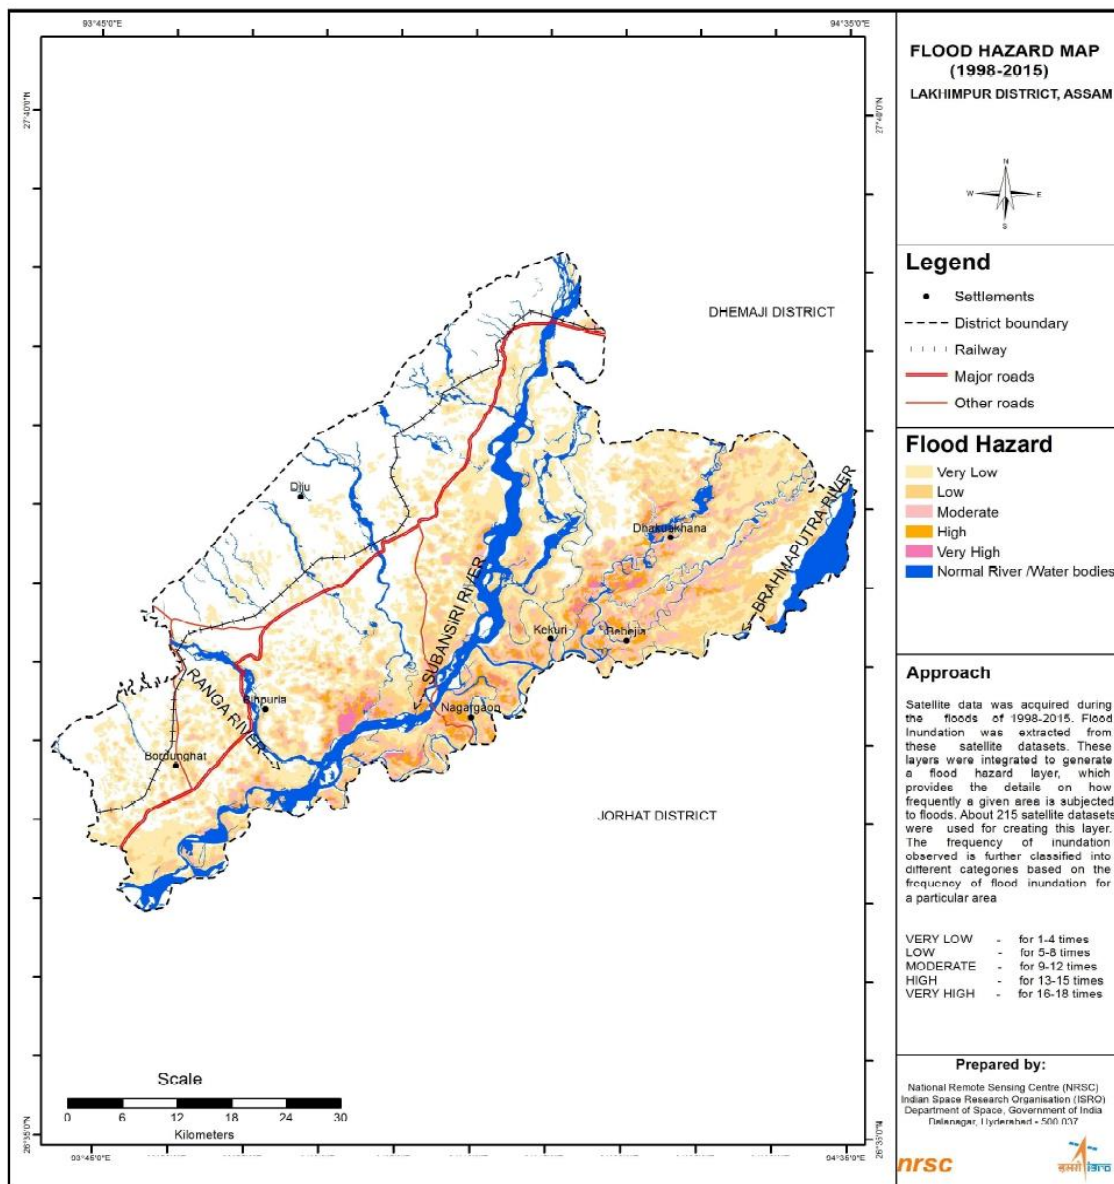 93°45'0"E
94°35'0"E
27°40'0"N
27°40'0"N
DHEMAJI DISTRICT
Diju
Dhakuakhana
BRAHMAPUTRA RIVER
SUBANSIRI RIVER
Kekuri
Bebejia
RANGA RIVER
Bihpuria
Nagargaon
Bordunghat
JORHAT DISTRICT
Scale
0 6 12 18 24 30
Kilometers
26°35'0"N
26°35'0"N
93°45'0"E
94°35'0"E
FLOOD HAZARD MAP
(1998-2015)
LAKHIMPUR DISTRICT, ASSAM
N
W E
S
Legend
Settlements
District boundary
Railway
Major roads
Other roads
Flood Hazard
Very Low
Low
Moderate
High
Very High
Normal River /Water bodies
Approach
Satellite data was acquired during
the floods of 1998-2015. Flood
Inundation was extracted from
these satellite datasets. These
layers were integrated to generate
a flood hazard layer, which
provides the details on how
frequently a given area is subjected
to floods. About 215 satellite datasets
were used for creating this layer.
The frequency of inundation
observed is further classified into
different categories based on the
frequency of flood inundation for
a particular area
VERY LOW - for 1-4 times
LOW - for 5-8 times
MODERATE - for 9-12 times
HIGH - for 13-15 times
VERY HIGH - for 16-18 times
Prepared by:
National Remote Sensing Centre (NRSC)
Indian Space Research Organisation (ISRO)
Department of Space, Government of India
Balanagar, Hyderabad - 500 037
nrsc
इसरो isro